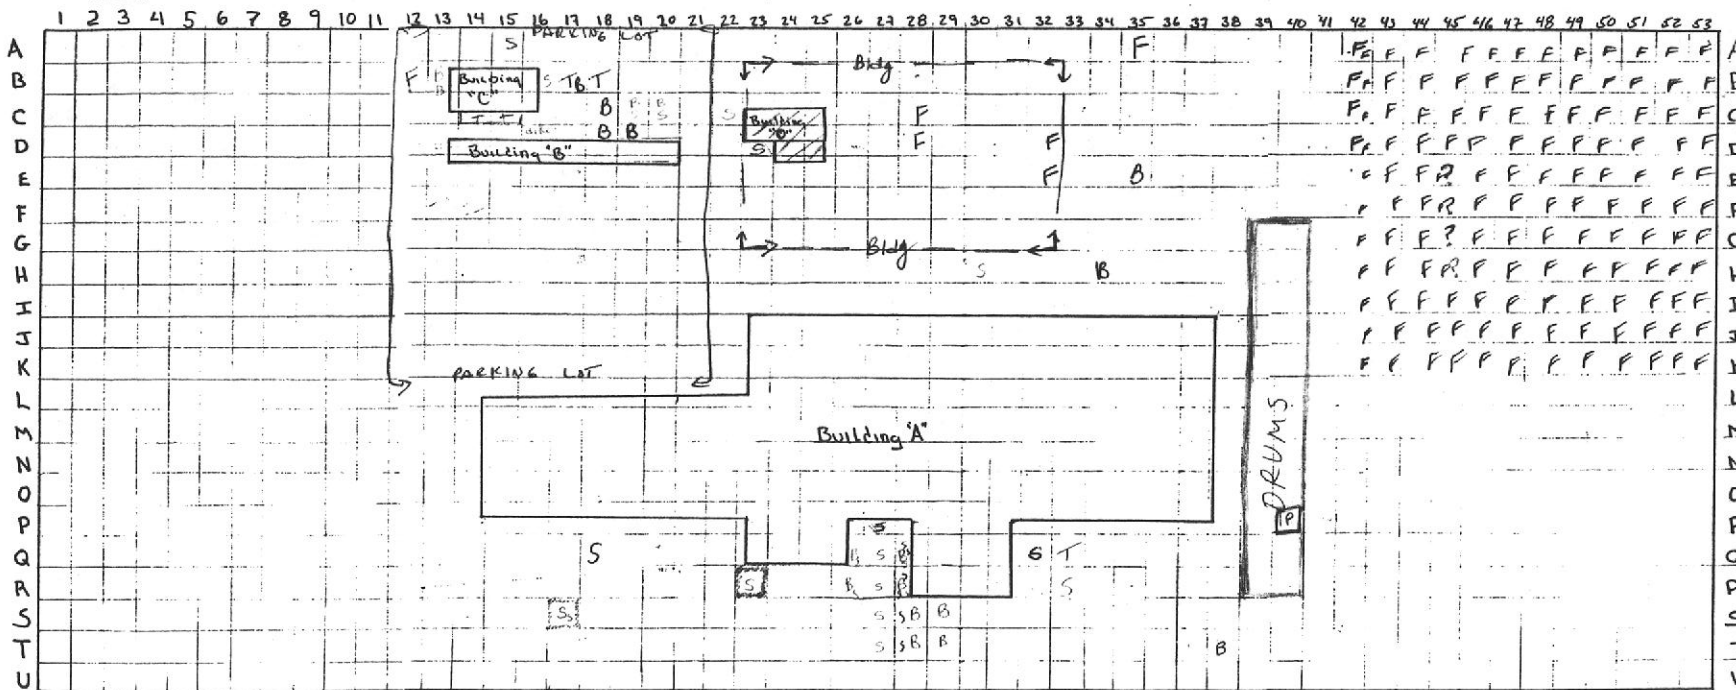 1 2 3 4 5 6 7 8 9 10 11 12 13 14 15 16 17 18 19 20 21 22 23 24 25 26 27 28 29 30 31 32 33 34 35 36 37 38 39 40 41 42 43 44 45 46 47 48 49 50 51 52 53
PARKING LOT
A S F F F F F F F F F F F F A
Bldg
B F Building "C" S T B T F F F F F F F F F F F F
C B S Building "D" F F F F F F F F F F F F F C
D B B S F F F F F F F F F F F F F
Building "B"
E F B F F F ? F F F F F F F F E
F F F F F F F F F F F F F
G Bldg F F F ? F F F F F F F F
H S B F F F F F F F F F F F
I F F F F F F F F F F F F I
J F F F F F F F F F F F F
K PARKING LOT F F F F F F F F F F F F
L L
M Building "A"
N
O DRUMS
P S P
Q S S S T
R S B S S
S S S S B B S
T S S B B B
U